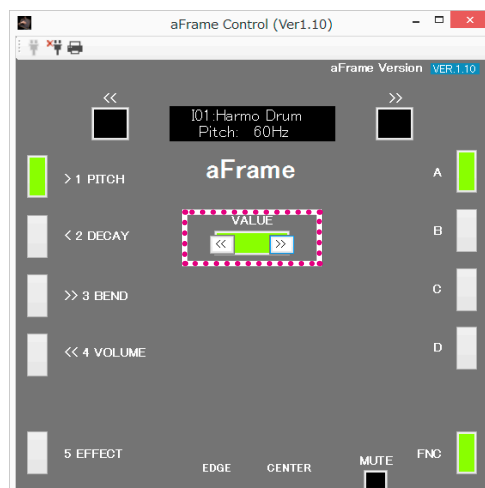 aFrame Control (Ver1.10)
aFrame Version VER.1.10
<< >>
I01:Harmo Drum
Pitch: 60Hz
aFrame
>1 PITCH
A
VALUE
<< >>
<2 DECAY
B
>>3 BEND
C
<<4 VOLUME
D
5 EFFECT
EDGE CENTER
MUTE
FNC